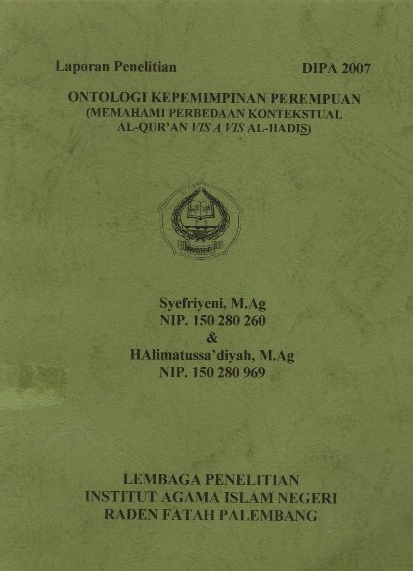 Laporan Penelitian DIPA 2007
ONTOLOGI KEPEMIMPINAN PEREMPUAN
(MEMAHAMI PERBEDAAN KONTEKSTUAL
AL-QUR'AN VIS A VIS AL-HADIS)
Syefriyeni, M.Ag
NIP. 150 280 260
&
HAlimatussa'diyah, M.Ag
NIP. 150 280 969
LEMBAGA PENELITIAN
INSTITUT AGAMA ISLAM NEGERI
RADEN FATAH PALEMBANG